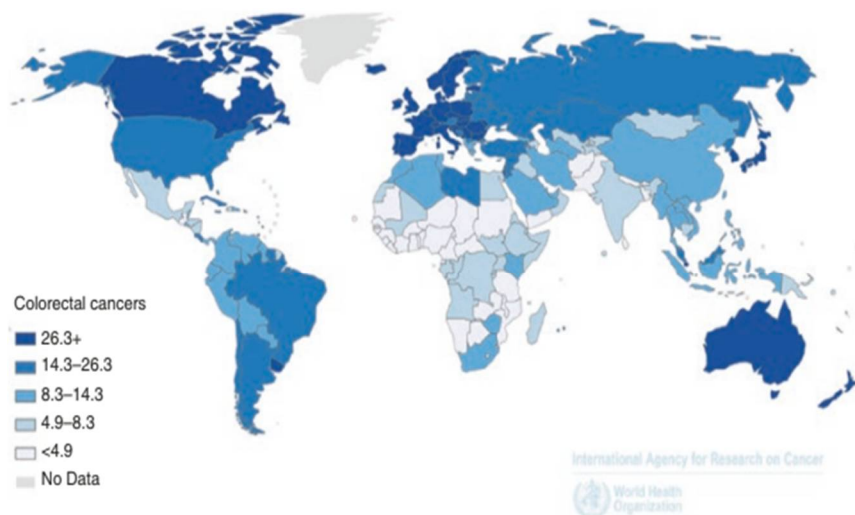 Colorectal cancers
26.3+
14.3–26.3
8.3–14.3
4.9–8.3
<4.9
No Data
International Agency for Research on Cancer
World Health
Organization